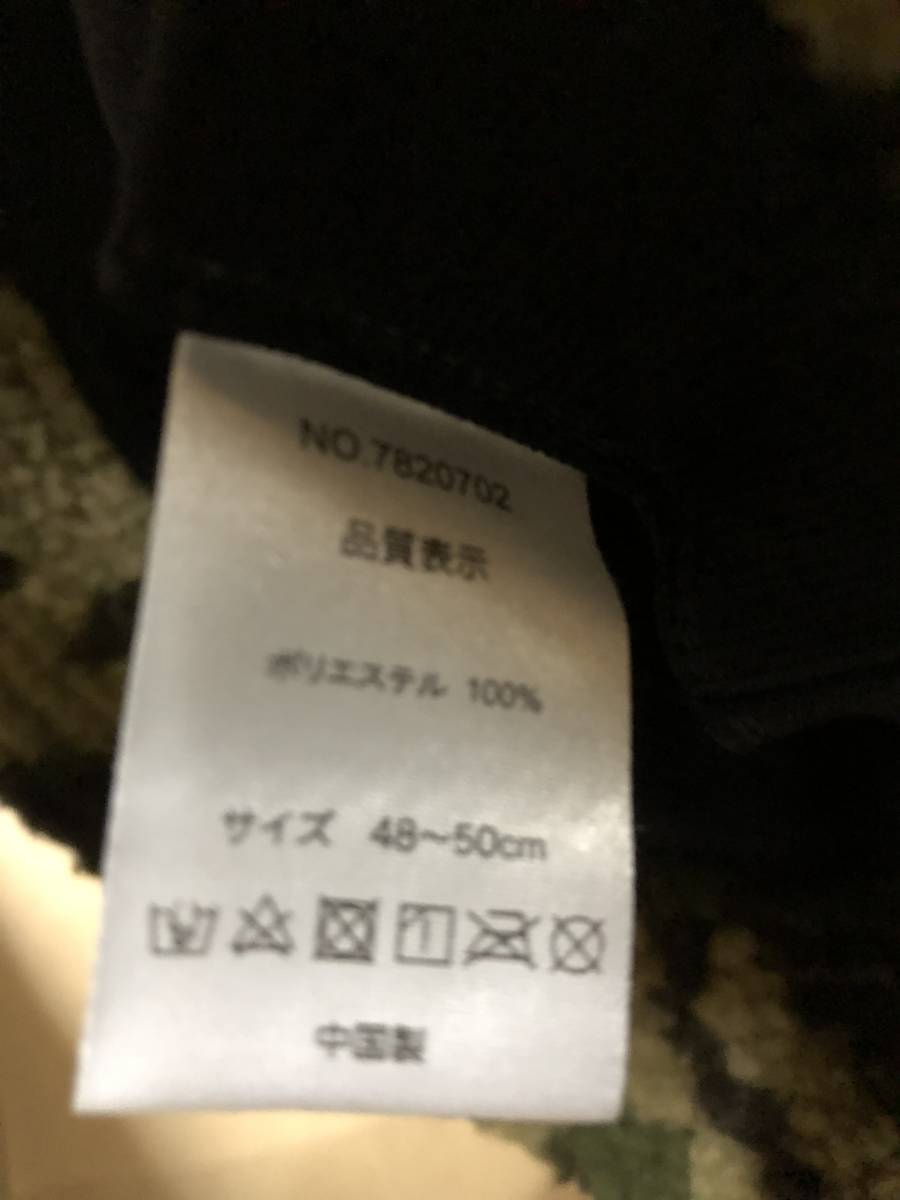 NO.7820702
品質表示
ポリエステル 100%
サイズ 48～50cm
中国製